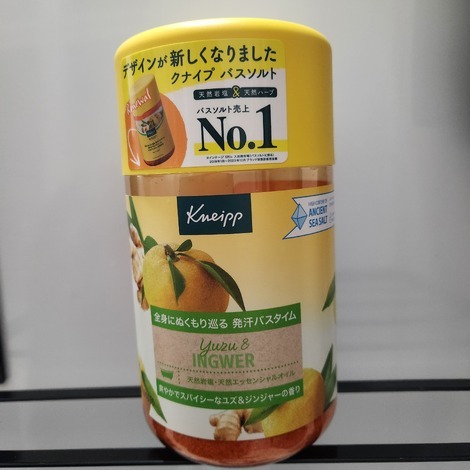 デザインが新しくなりました
クナイプ バスソルト
Renewal
天然岩塩 & 天然ハーブ
バスソルト売上
No.1
Kneipp
ANCIENT
SEA SALT
全身にぬくもり巡る 発汗バスタイム
Yuzu &
INGWER
天然岩塩・天然エッセンシャルオイル
爽やかでスパイシーなユズ&ジンジャーの香り